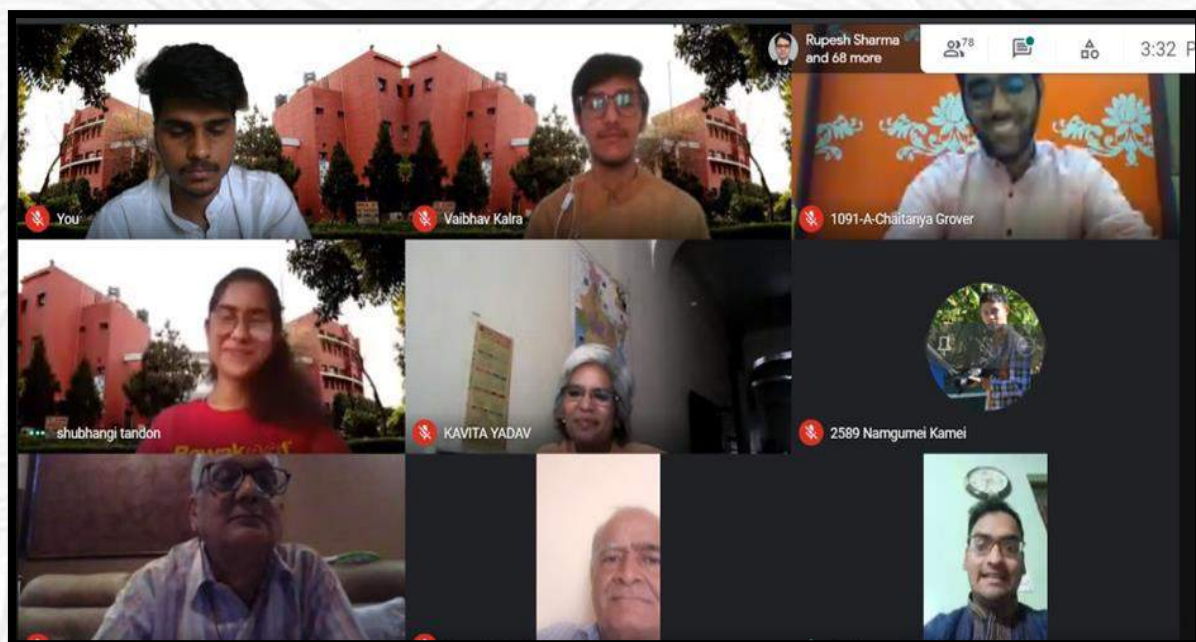 Rupesh Sharma
and 68 more
78
3:32 P
You
Vaibhav Kalra
1091-A-Chaitanya Grover
shubhangi tandon
KAVITA YADAV
2589 Namgumei Kamei